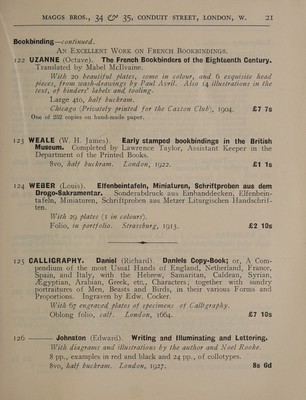 MAGGS BROS., 34 & 35, CONDUIT STREET, LONDON, W. 21
Bookbinding—continued.
AN EXCELLENT WORK ON FRENCH BOOKBINDINGS.
122 UZANNE (Octave). The French Bookbinders of the Eighteenth Century.
Translated by Mabel McIlvaine.
With 20 beautiful plates, some in colour, and 6 exquisite head
pieces, from wash-drawings by Paul Avril. Also 14 illustrations in the
text, of binders' labels and tooling.
Large 4to, half buckram.
Chicago (Privately printed for the Caxton Club), 1904. £7 7s
One of 252 copies on hand-made paper.
123 WEALE (W. H. James). Early stamped bookbindings in the British
Museum. Completed by Lawrence Taylor, Assistant Keeper in the
Department of the Printed Books.
8vo, half buckram. London, 1922. £1 1s
124 WEBER (Louis). Elfenbeintafeln, Miniaturen, Schriftproben aus dem
Drogo-Sakramentar. Sonderabsruck aus Einbanddecken, Elfenbein-
tafeln, Miniaturen, Schriftproben aus Metzer Liturgischen Handschrif-
ten.
With 29 plates (1 in colours).
Folio, in portfolio. Strassburg, 1913. £2 10s
125 CALLIGRAPHY. Daniel (Richard) Daniels Copy-Book; or, A Com-
pendium of the most Usual Hands of England, Netherland, France,
Spain, and Italy, with the Hebrew, Samaritan, Caldean, Syrian,
Ægyptian, Arabian, Greek, etc., Characters; together with sundry
portraitures of Men, Beasts and Birds, in their various Forms and
Proportions. Ingraven by Edw. Cocker.
With 69 engraved plates of specimens of Calligraphy.
Oblong folio, calf. London, 1664. £7 10s
126 —— Johnston (Edward). Writing and Illuminating and Lettering.
With diagrams and illustrations by the author and Noel Rooke.
8 pp., examples in red and black and 24 pp., of collotypes.
8vo, half buckram. London, 1927. 8s 6d